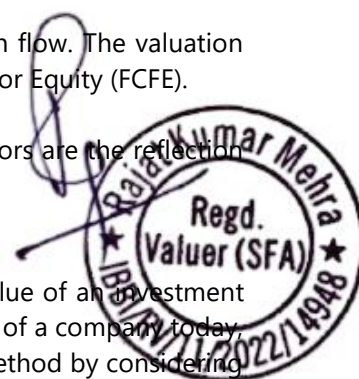 n flow. The valuation
or Equity (FCFE).
ors are the reflection
Rajat Kumar Mehra
Regd.
Valuer (SFA)
IBBI/RV/11/2022/14948
lue of an investment
of a company today,
ethod by considering